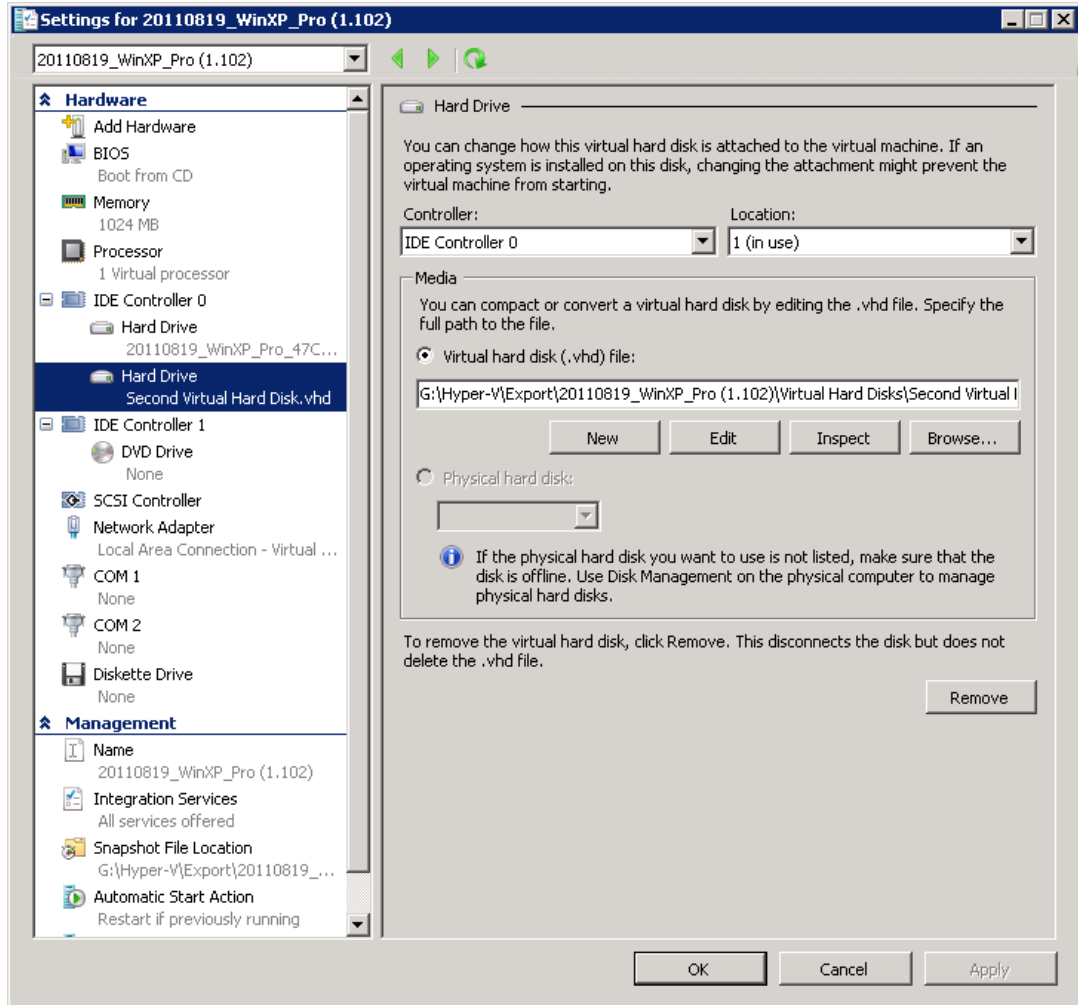 Settings for 20110819_WinXP_Pro (1.102)
20110819_WinXP_Pro (1.102)
Hardware
Add Hardware
BIOS
Boot from CD
Memory
1024 MB
Processor
1 Virtual processor
IDE Controller 0
Hard Drive
20110819_WinXP_Pro_47C...
Hard Drive
Second Virtual Hard Disk.vhd
IDE Controller 1
DVD Drive
None
SCSI Controller
Network Adapter
Local Area Connection - Virtual ...
COM 1
None
COM 2
None
Diskette Drive
None
Management
Name
20110819_WinXP_Pro (1.102)
Integration Services
All services offered
Snapshot File Location
G:\Hyper-V\Export\20110819_...
Automatic Start Action
Restart if previously running
Hard Drive
You can change how this virtual hard disk is attached to the virtual machine. If an
operating system is installed on this disk, changing the attachment might prevent the
virtual machine from starting.
Controller:
Location:
IDE Controller 0
1 (in use)
Media
You can compact or convert a virtual hard disk by editing the .vhd file. Specify the
full path to the file.
Virtual hard disk (.vhd) file:
G:\Hyper-V\Export\20110819_WinXP_Pro (1.102)\Virtual Hard Disks\Second Virtual
New
Edit
Inspect
Browse...
Physical hard disk:
If the physical hard disk you want to use is not listed, make sure that the
disk is offline. Use Disk Management on the physical computer to manage
physical hard disks.
To remove the virtual hard disk, click Remove. This disconnects the disk but does not
delete the .vhd file.
Remove
OK
Cancel
Apply